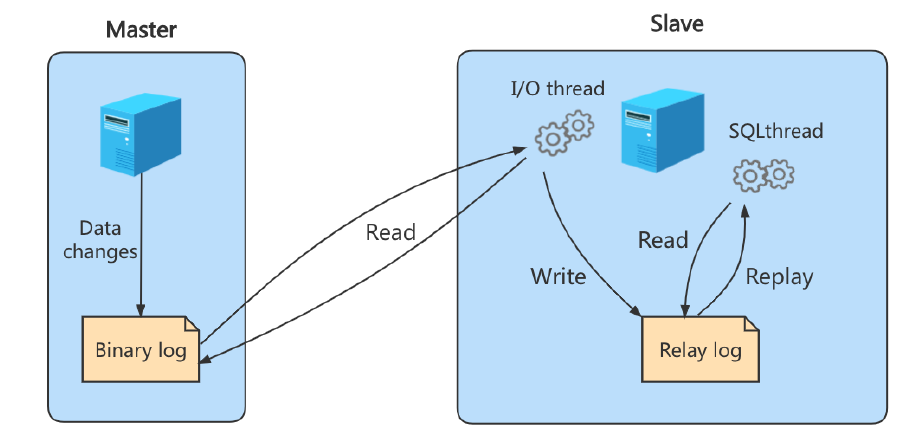 Master
Slave
I/O thread
SQLthread
Data
changes
Read
Read
Write
Replay
Binary log
Relay log